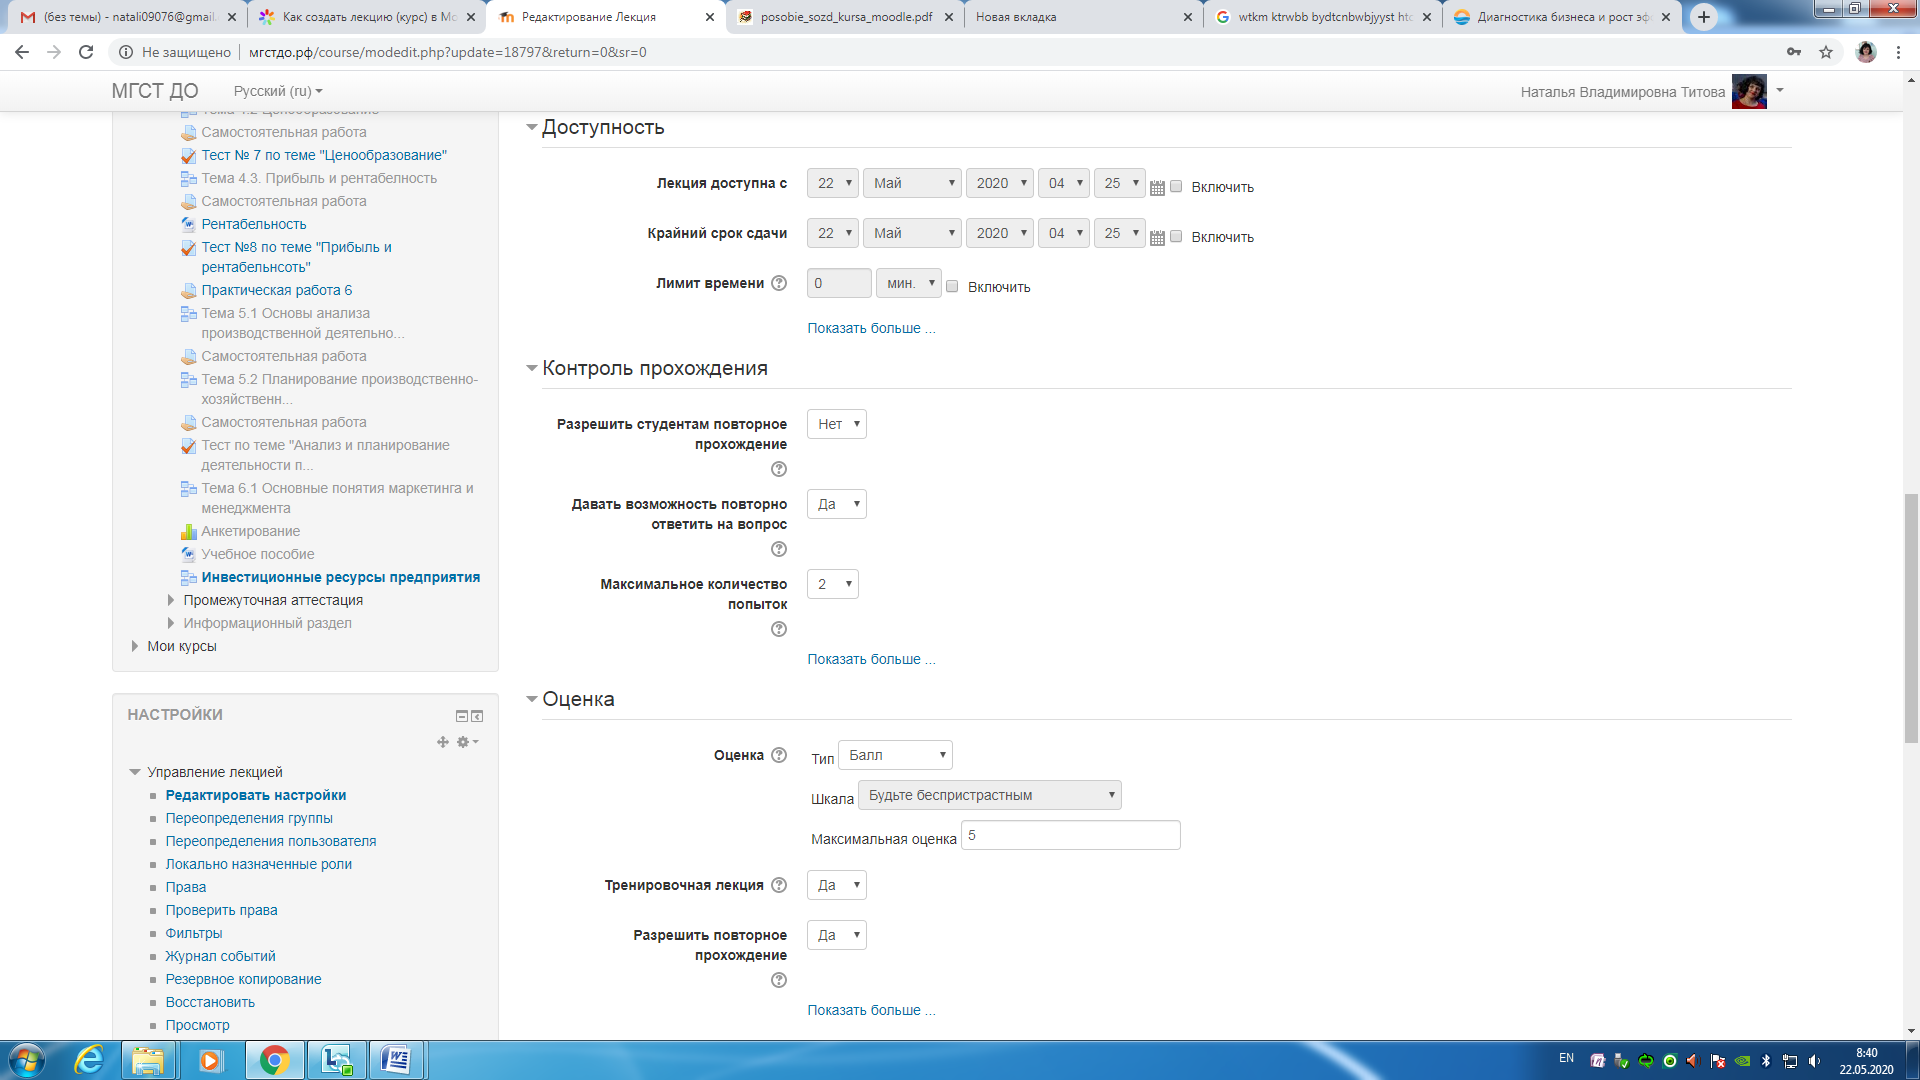 (без темы) - natali09076@gmail.
Как создать лекцию (курс) в Mo
Редактирование Лекция
posobie_sozd_kursa_moodle.pdf
Новая вкладка
wtkm ktrwbb bydtcnbwbjyyst
Диагностика бизнеса и рост эф
Не защищено
мгстдо.рф/course/modedit.php?update=18797&return=0&sr=0
МГСТ ДО
Русский (ru)
Наталья Владимировна Титова
Тема 4.2 Ценообразование
Самостоятельная работа
Тест № 7 по теме "Ценообразование"
Тема 4.3. Прибыль и рентабелность
Самостоятельная работа
Рентабельность
Тест №8 по теме "Прибыль и
рентабельнсоть"
Практическая работа 6
Тема 5.1 Основы анализа
производственной деятельно...
Самостоятельная работа
Тема 5.2 Планирование производственно-
хозяйственн...
Самостоятельная работа
Тест по теме "Анализ и планирование
деятельности п...
Тема 6.1 Основные понятия маркетинга и
менеджмента
Анкетирование
Учебное пособие
Инвестиционные ресурсы предприятия
Промежуточная аттестация
Информационный раздел
Мои курсы
НАСТРОЙКИ
Управление лекцией
Редактировать настройки
Переопределения группы
Переопределения пользователя
Локально назначенные роли
Права
Проверить права
Фильтры
Журнал событий
Резервное копирование
Восстановить
Просмотр
Доступность
Лекция доступна с 22 Май 2020 04 25 Включить
Крайний срок сдачи 22 Май 2020 04 25 Включить
Лимит времени 0 мин. Включить
Показать больше ...
Контроль прохождения
Разрешить студентам повторное
прохождение
Нет
Давать возможность повторно
ответить на вопрос
Да
Максимальное количество
попыток
2
Показать больше ...
Оценка
Оценка Тип Балл
Шкала Будьте беспристрастным
Максимальная оценка 5
Тренировочная лекция Да
Разрешить повторное
прохождение
Да
Показать больше ...
EN
8:40
22.05.2020